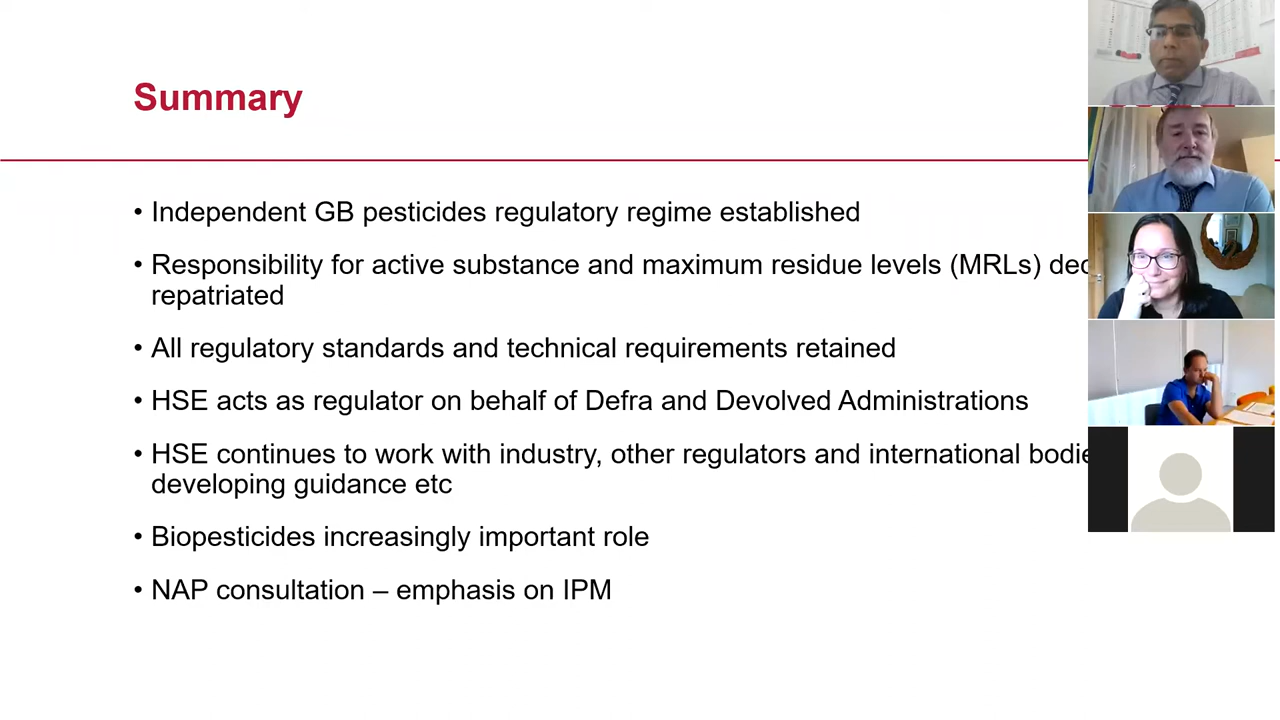 Summary
• Independent GB pesticides regulatory regime established
• Responsibility for active substance and maximum residue levels (MRLs)
repatriated
• All regulatory standards and technical requirements retained
• HSE acts as regulator on behalf of Defra and Devolved Administrations
• HSE continues to work with industry, other regulators and international
developing guidance etc
• Biopesticides increasingly important role
• NAP consultation – emphasis on IPM